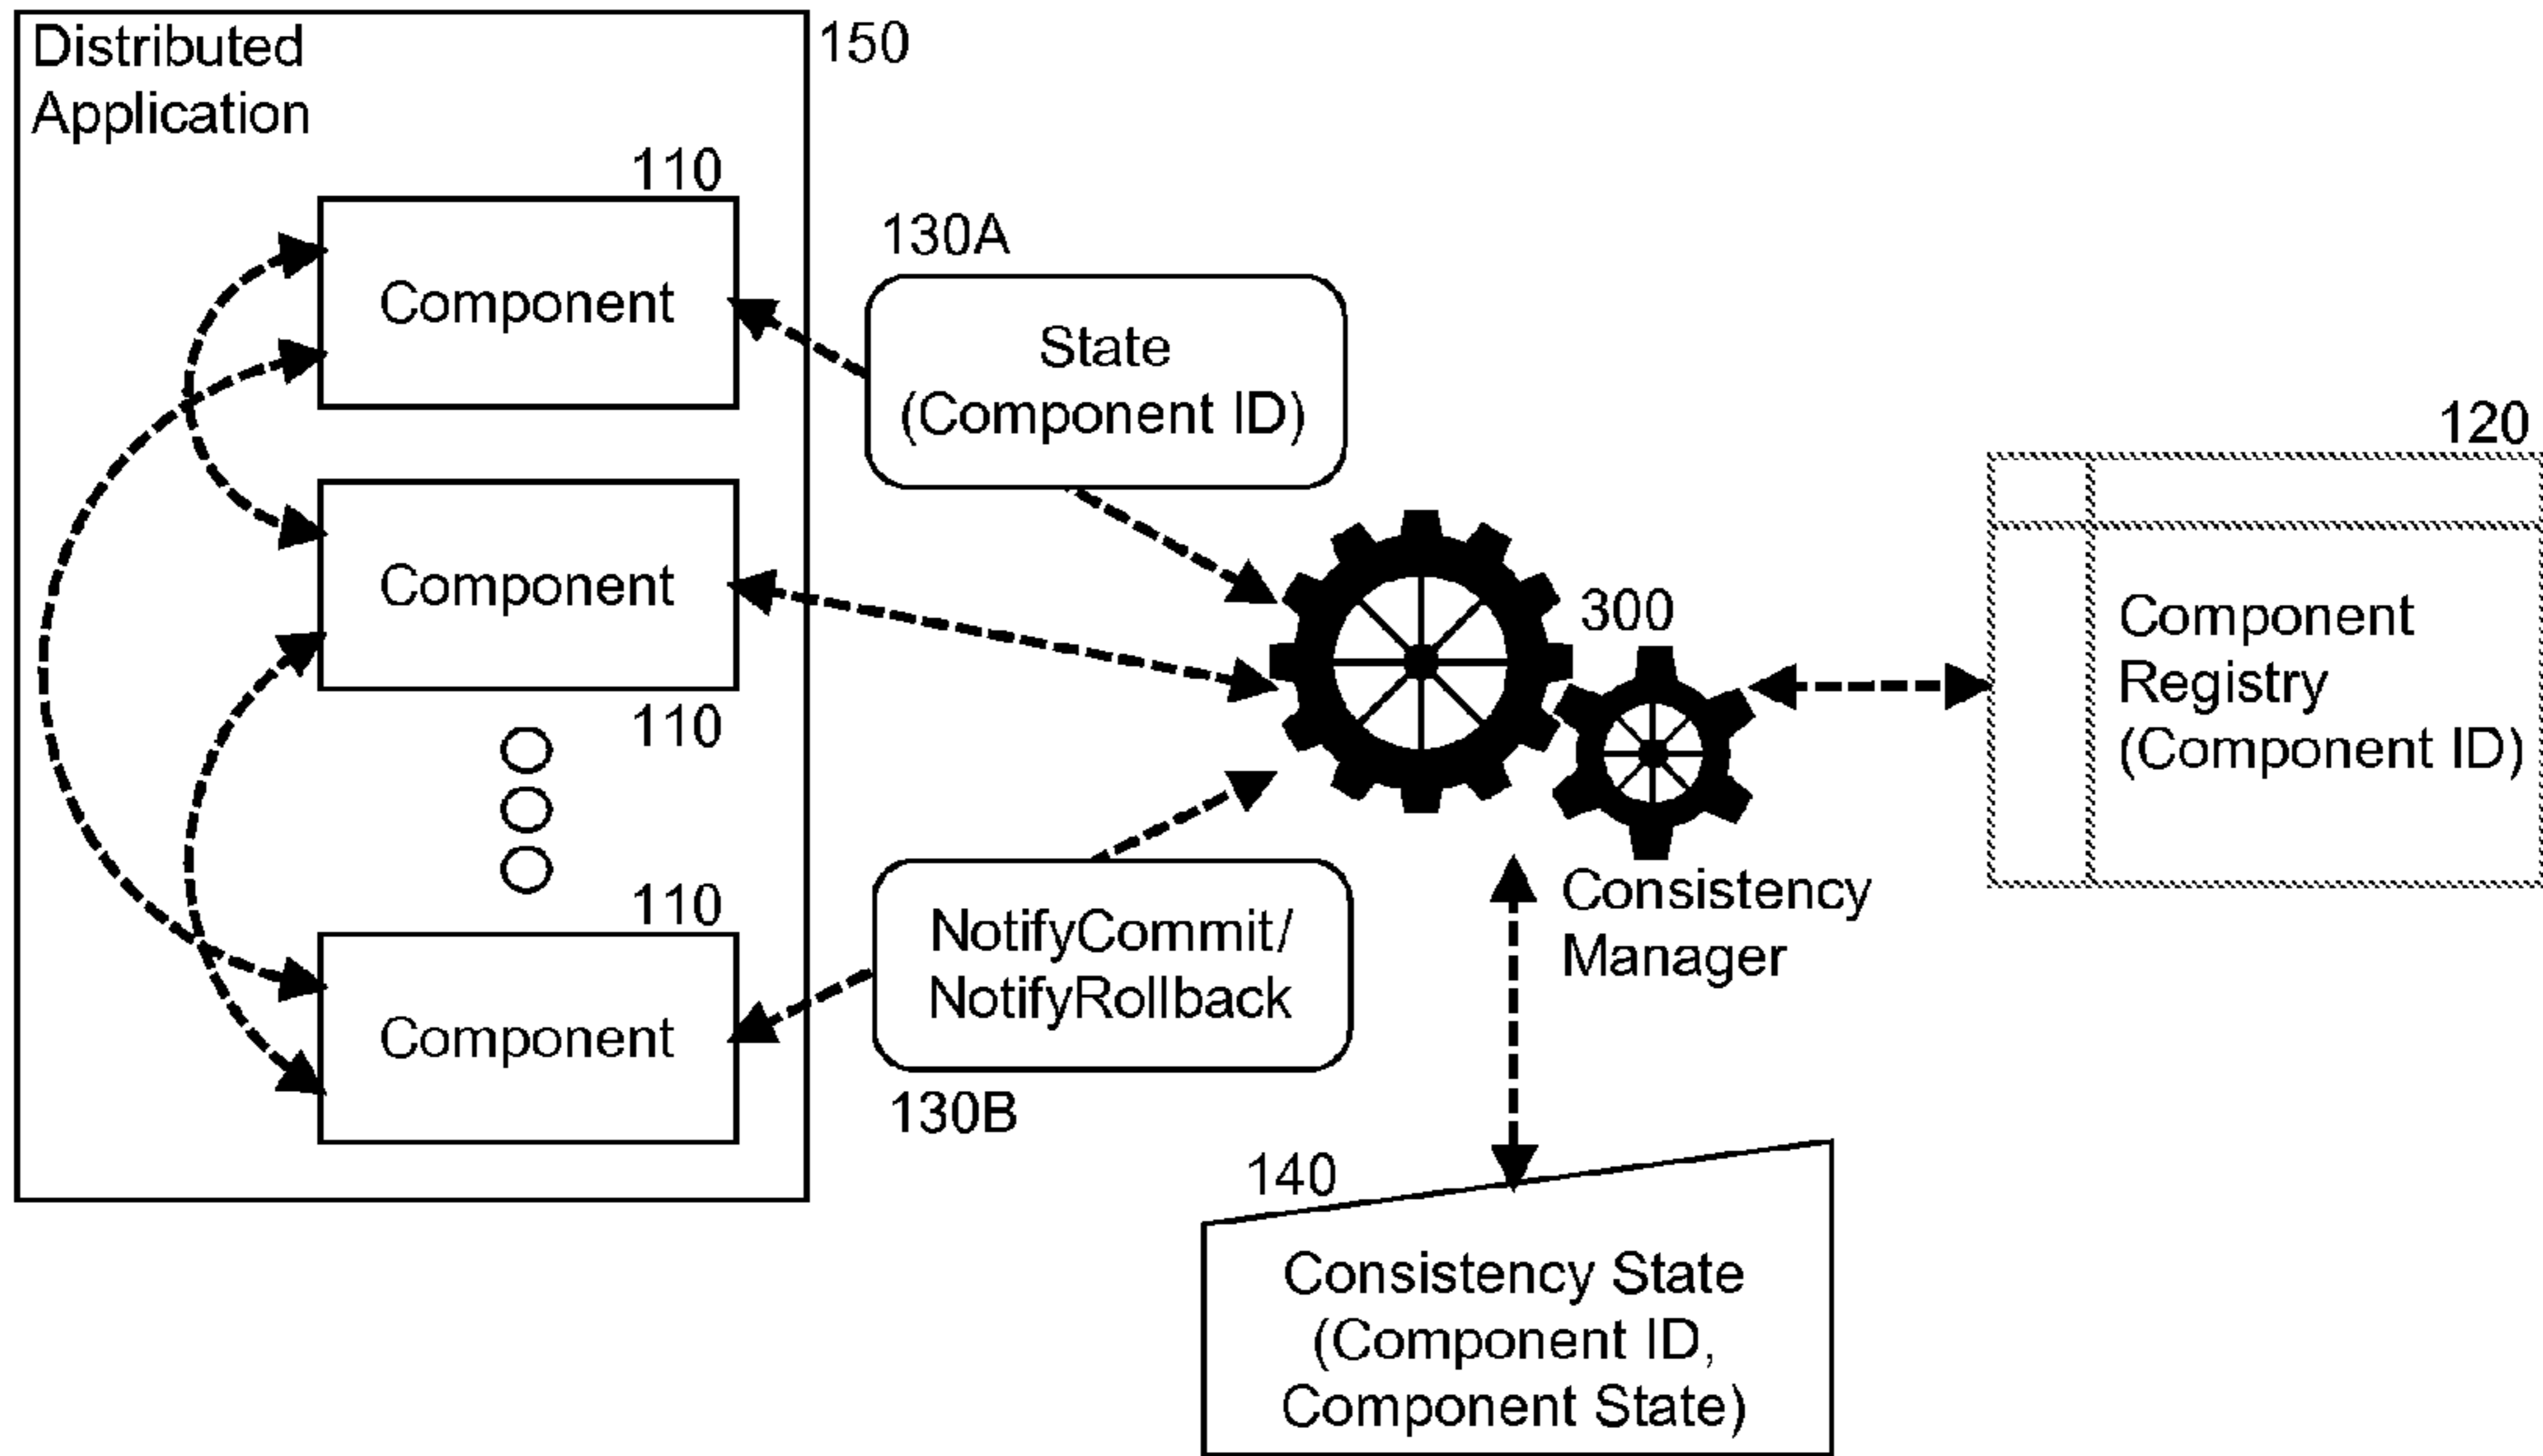 Distributed
Application
150
110
Component
130A
State
(Component ID)
Component
110
120
Component
Registry
(Component ID)
300
Consistency
Manager
110
Component
NotifyCommit/
NotifyRollback
130B
140
Consistency State
(Component ID,
Component State)